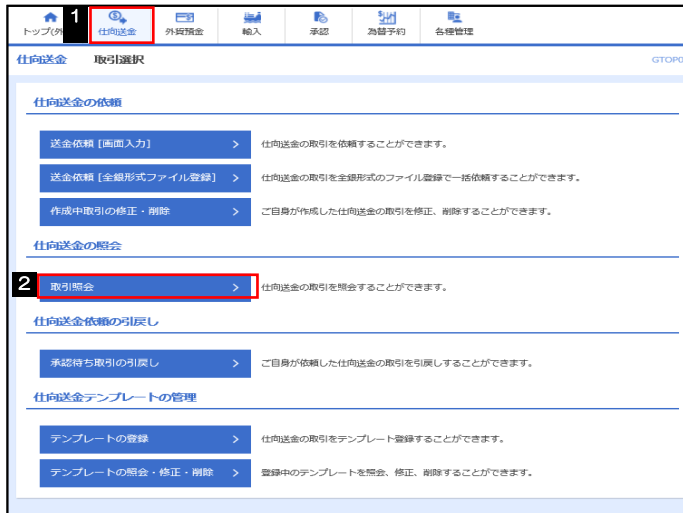 1
トップ(外
仕向送金
外貨預金
輸入
承認
為替予約
各種管理
仕向送金 取引選択
GTOP0
仕向送金の依頼
送金依頼 [画面入力] >
仕向送金の取引を依頼することができます。
送金依頼 [全銀形式ファイル登録] >
仕向送金の取引を全銀形式のファイル登録で一括依頼することができます。
作成中取引の修正・削除 >
ご自身が作成した仕向送金の取引を修正、削除することができます。
仕向送金の照会
2
取引照会 >
仕向送金の取引を照会することができます。
仕向送金依頼の引戻し
承認待ち取引の引戻し >
ご自身が依頼した仕向送金の取引を引戻しすることができます。
仕向送金テンプレートの管理
テンプレートの登録 >
仕向送金の取引をテンプレート登録することができます。
テンプレートの照会・修正・削除 >
登録中のテンプレートを照会、修正、削除することができます。